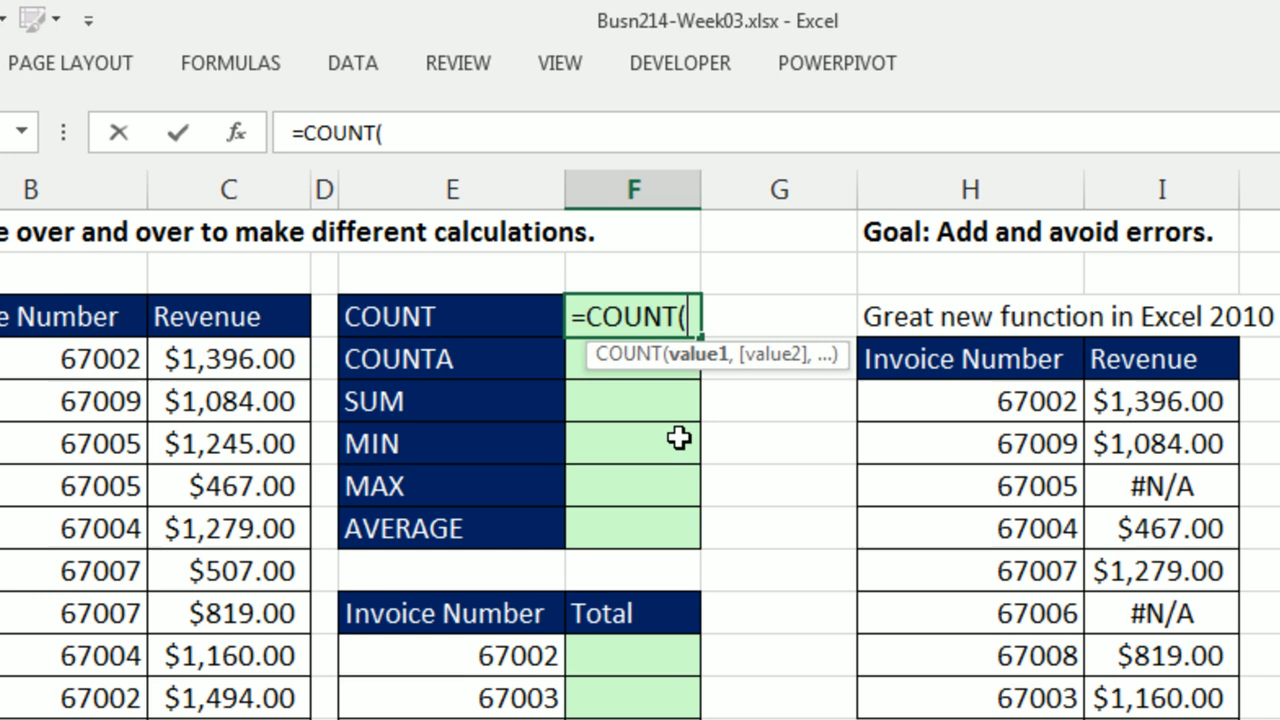 Busn214-Week03.xlsx - Excel
PAGE LAYOUT FORMULAS DATA REVIEW VIEW DEVELOPER POWERPIVOT
fx =COUNT(
B C D E F G H I
e over and over to make different calculations. Goal: Add and avoid errors.
e Number Revenue COUNT =COUNT( Great new function in Excel 2010
67002 $1,396.00 COUNTA COUNT(value1, [value2], ...) Invoice Number Revenue
67009 $1,084.00 SUM 67002 $1,396.00
67005 $1,245.00 MIN 67009 $1,084.00
67005 $467.00 MAX 67005 #N/A
67004 $1,279.00 AVERAGE 67004 $467.00
67007 $507.00 67007 $1,279.00
67007 $819.00 Invoice Number Total 67006 #N/A
67004 $1,160.00 67002 67008 $819.00
67002 $1,494.00 67003 67003 $1,160.00